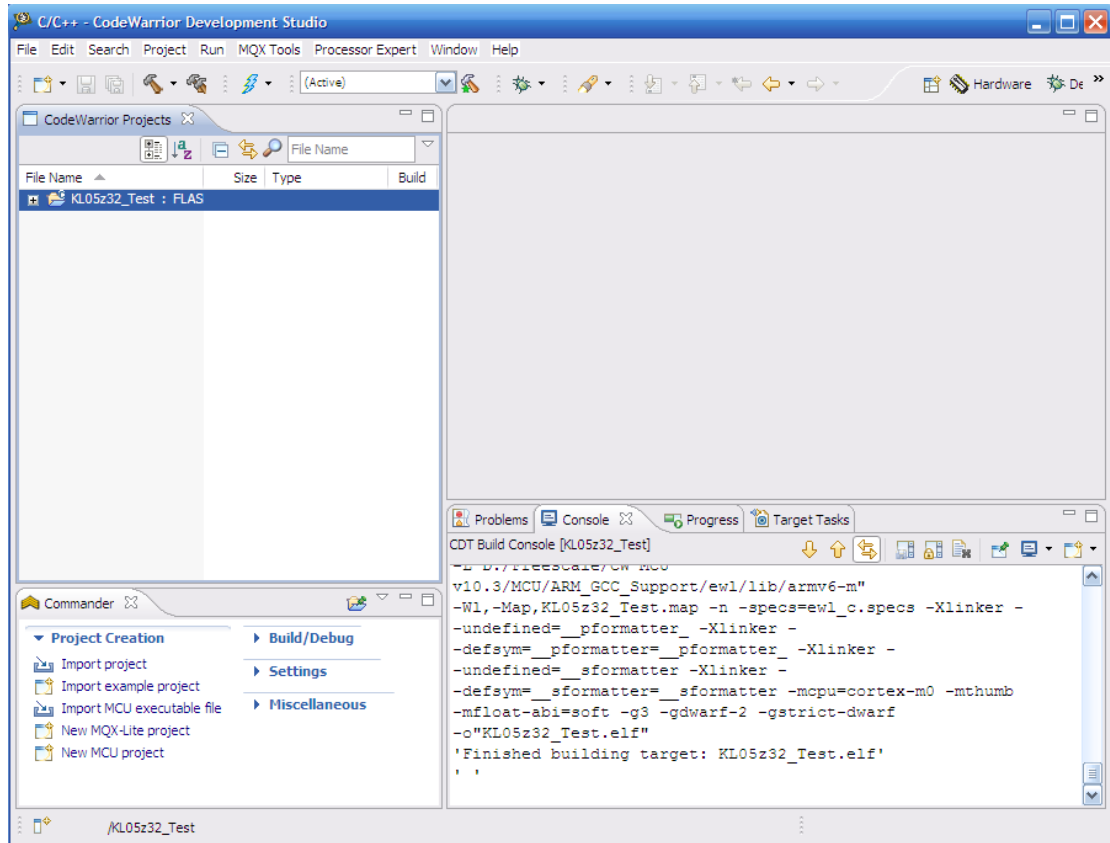 C/C++ - CodeWarrior Development Studio
File Edit Search Project Run MQX Tools Processor Expert Window Help
(Active) Hardware De »
CodeWarrior Projects
File Name
File Name Size Type Build
KL05z32_Test : FLAS
Problems Console Progress Target Tasks
CDT Build Console [KL05z32_Test]
-L"D:/Freescale/CW MCU
v10.3/MCU/ARM_GCC_Support/ewl/lib/armv6-m"
-Wl,-Map,KL05z32_Test.map -n -specs=ewl_c.specs -Xlinker -
-undefined=__pformatter_ -Xlinker -
-defsym=__pformatter=__pformatter_ -Xlinker -
-undefined=__sformatter -Xlinker -
-defsym=__sformatter=__sformatter -mcpu=cortex-m0 -mthumb
-mfloat-abi=soft -g3 -gdwarf-2 -gstrict-dwarf
-o"KL05z32_Test.elf"
'Finished building target: KL05z32_Test.elf'
' '
Commander
Project Creation
Import project
Import example project
Import MCU executable file
New MQX-Lite project
New MCU project
Build/Debug
Settings
Miscellaneous
/KL05z32_Test